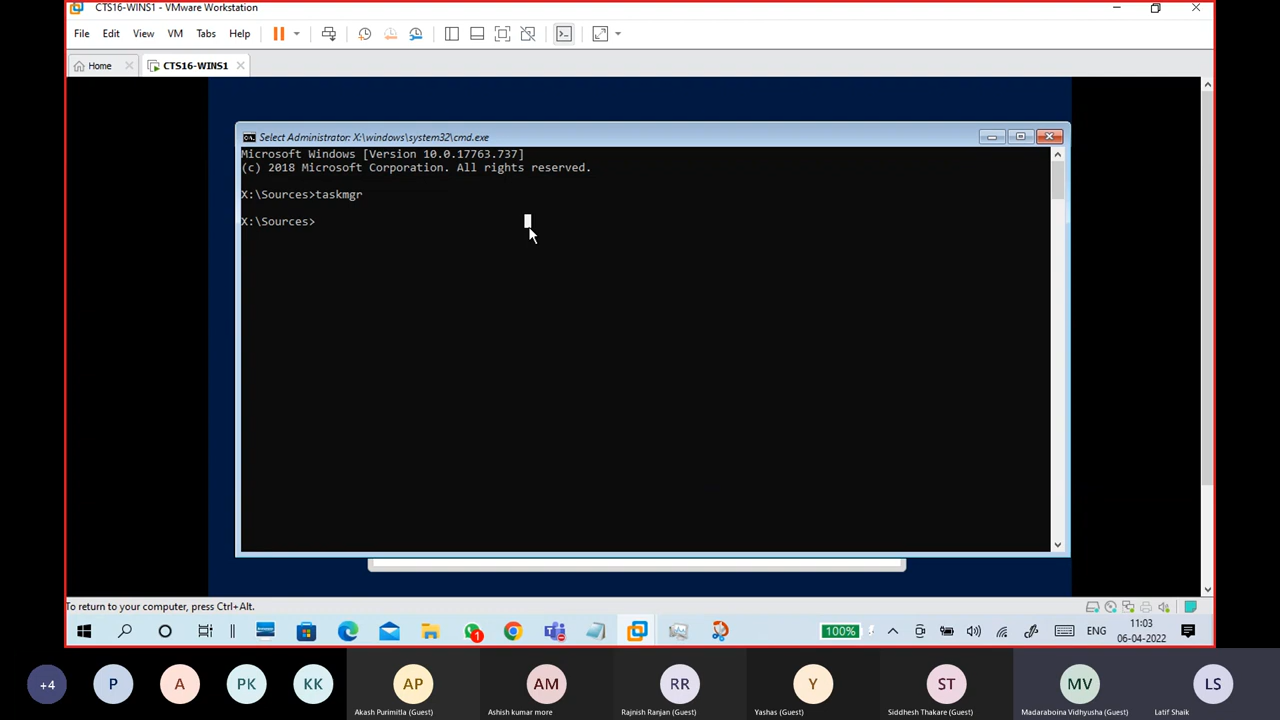 CTS16-WINS1 - VMware Workstation
File Edit View VM Tabs Help
Home CTS16-WINS1
Select Administrator: X:\windows\system32\cmd.exe
Microsoft Windows [Version 10.0.17763.737]
(c) 2018 Microsoft Corporation. All rights reserved.
X:\Sources>taskmgr
X:\Sources>
To return to your computer, press Ctrl+Alt.
1
100%
ENG
11:03
06-04-2022
+4 P A PK KK AP AM RR Y ST MV LS
Akash Purimitla (Guest) Ashish kumar more Rajnish Ranjan (Guest) Yashas (Guest) Siddhesh Thakare (Guest) Madaraboina Vidhyusha (Guest) Latif Shaik